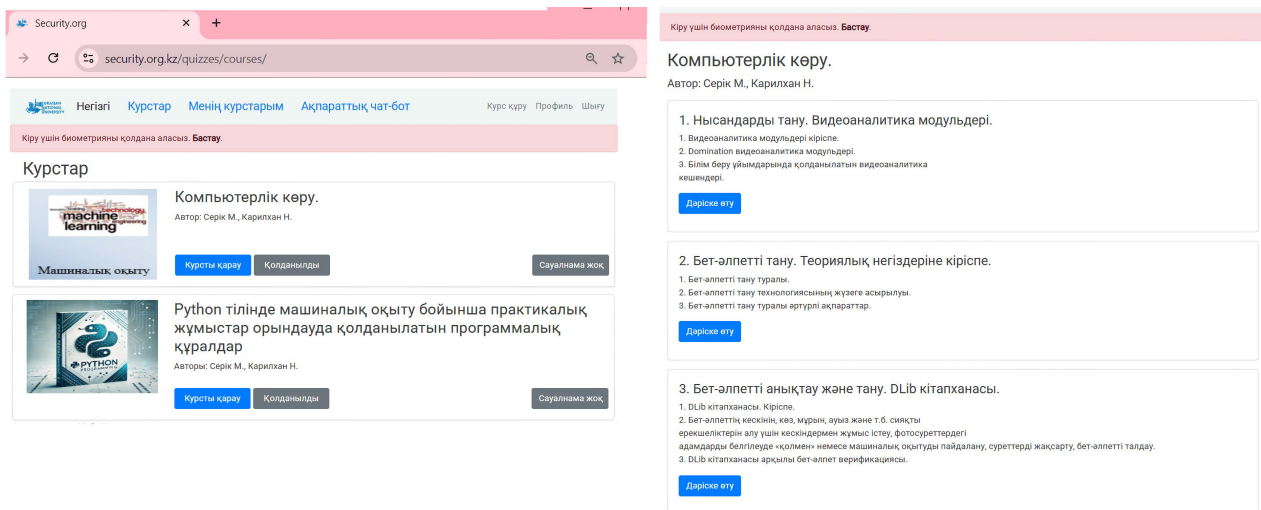 Security.org
security.org.kz/quizzes/courses/
Негізгі Курстар Менің курстарым Ақпараттық чат-бот Курс құру Профиль Шығу
Кіру үшін биометрияны қолдана аласыз. Бастау.
Курстар
machine
learning
technology
Машиналық оқыту
Компьютерлік көру.
Автор: Серік М., Карилхан Н.
Курсты қарау Қолданылды Сауалнама жоқ
PYTHON
PROGRAMMING
Python тілінде машиналық оқыту бойынша практикалық
жұмыстар орындауда қолданылатын программалық
құралдар
Авторы: Серік М., Карилхан Н.
Курсты қарау Қолданылды Сауалнама жоқ
Кіру үшін биометрияны қолдана аласыз. Бастау.
Компьютерлік көру.
Автор: Серік М., Карилхан Н.
1. Нысандарды тану. Видеоаналитика модульдері.
1. Видеоаналитика модульдері кіріспе.
2. Domination видеоаналитика модульдері.
3. Білім беру ұйымдарында қолданылатын видеоаналитика
кешендері.
Дәріске өту
2. Бет-әлпетті тану. Теориялық негіздеріне кіріспе.
1. Бет-әлпетті тану туралы.
2. Бет-әлпетті тану технологиясының жүзеге асырылуы.
3. Бет-әлпетті тану туралы әртүрлі ақпараттар.
Дәріске өту
3. Бет-әлпетті анықтау және тану. DLib кітапханасы.
1. DLib кітапханасы. Кіріспе.
2. Бет-әлпеттің кескінін, көз, мұрын, ауыз және т.б. сияқты
ерекшеліктерін алу үшін кескіндермен жұмыс істеу, фотосуреттердегі
адамдарды белгілеуде «қолмен» немесе машиналық оқытуды пайдалану, суреттерді жақсарту, бет-әлпетті талдау.
3. DLib кітапханасы арқылы бет-әлпет верификациясы.
Дәріске өту